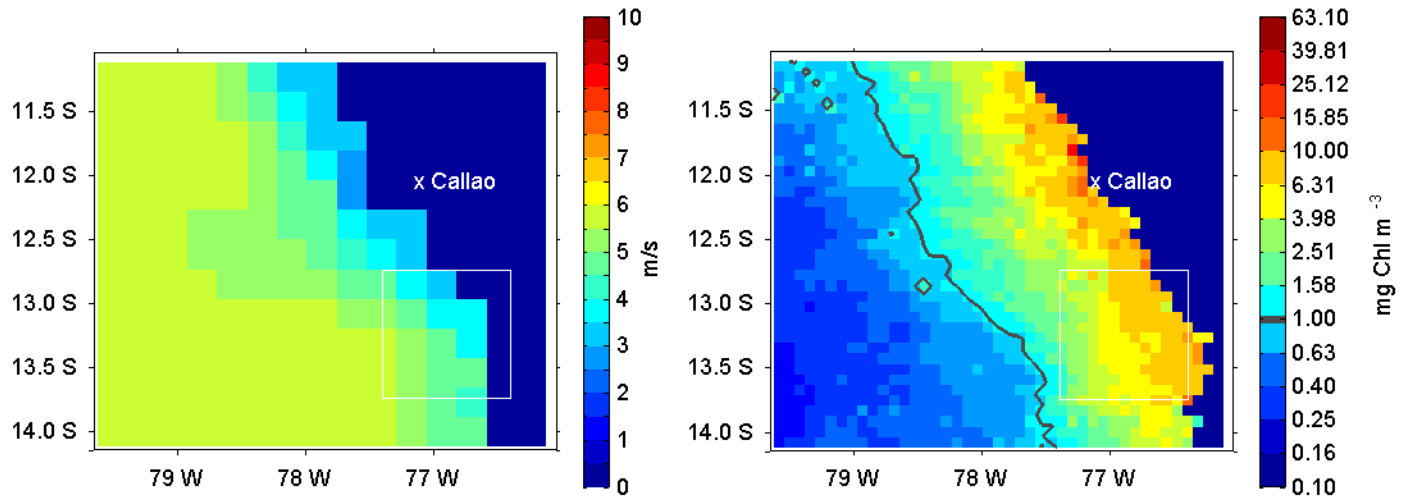 11.5 S
12.0 S
12.5 S
13.0 S
13.5 S
14.0 S
79 W
78 W
77 W
x Callao
10
9
8
7
6
5
4
3
2
1
0
m/s
11.5 S
12.0 S
12.5 S
13.0 S
13.5 S
14.0 S
79 W
78 W
77 W
x Callao
63.10
39.81
25.12
15.85
10.00
6.31
3.98
2.51
1.58
1.00
0.63
0.40
0.25
0.16
0.10
mg Chl m⁻³